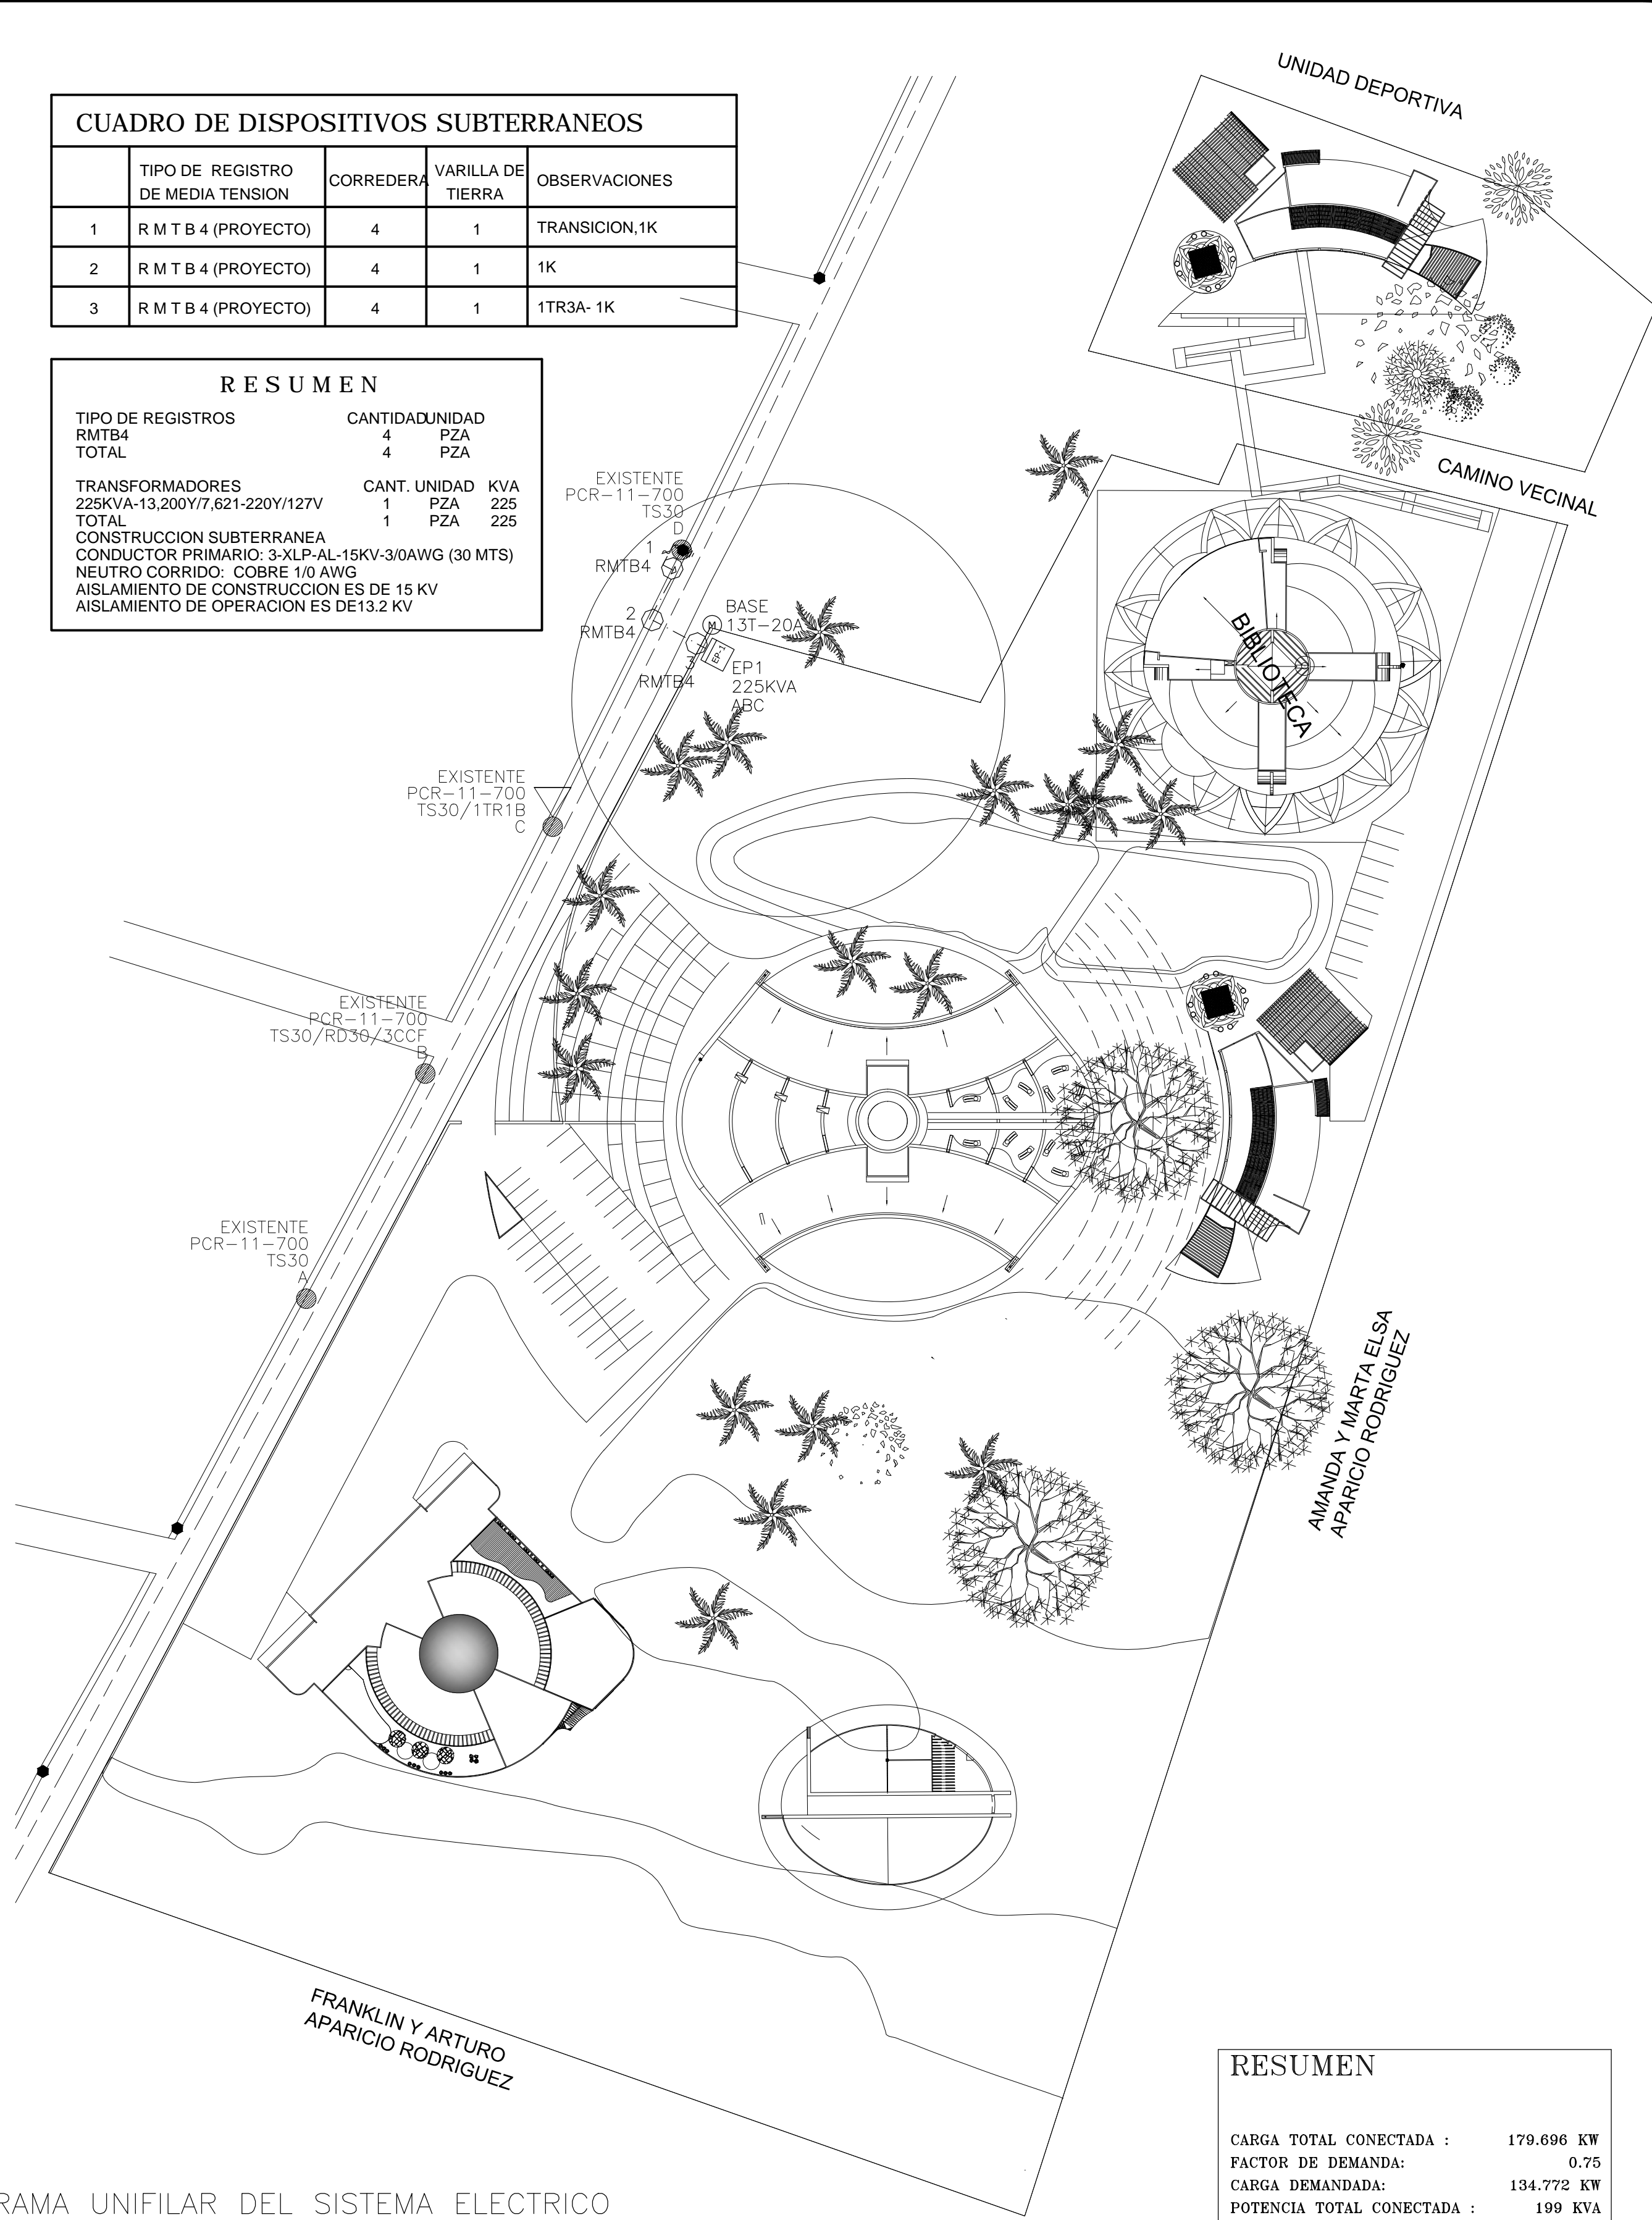 UNIDAD DEPORTIVA
CUADRO DE DISPOSITIVOS SUBTERRANEOS
TIPO DE REGISTRO DE MEDIA TENSION CORREDERA VARILLA DE TIERRA OBSERVACIONES
1 R M T B 4 (PROYECTO) 4 1 TRANSICION,1K
2 R M T B 4 (PROYECTO) 4 1 1K
3 R M T B 4 (PROYECTO) 4 1 1TR3A- 1K
R E S U M E N
TIPO DE REGISTROS CANTIDAD UNIDAD
RMTB4 4 PZA
TOTAL 4 PZA
TRANSFORMADORES CANT. UNIDAD KVA
225KVA-13,200Y/7,621-220Y/127V 1 PZA 225
TOTAL 1 PZA 225
CONSTRUCCION SUBTERRANEA
CONDUCTOR PRIMARIO: 3-XLP-AL-15KV-3/0AWG (30 MTS)
NEUTRO CORRIDO: COBRE 1/0 AWG
AISLAMIENTO DE CONSTRUCCION ES DE 15 KV
AISLAMIENTO DE OPERACION ES DE13.2 KV
CAMINO VECINAL
EXISTENTE
PCR-11-700
TS30
D
1
RMTB4
2
RMTB4
3
RMTB4
M
BASE
13T-20A
EP-1
EP1
225KVA
ABC
BIBLIOTECA
EXISTENTE
PCR-11-700
TS30/1TR1B
C
EXISTENTE
PCR-11-700
TS30/RD30/3CCF
B
EXISTENTE
PCR-11-700
TS30
A
AMANDA Y MARTA ELSA
APARICIO RODRIGUEZ
FRANKLIN Y ARTURO
APARICIO RODRIGUEZ
RESUMEN
CARGA TOTAL CONECTADA : 179.696 KW
FACTOR DE DEMANDA: 0.75
CARGA DEMANDADA: 134.772 KW
POTENCIA TOTAL CONECTADA : 199 KVA
RAMA UNIFILAR DEL SISTEMA ELECTRICO